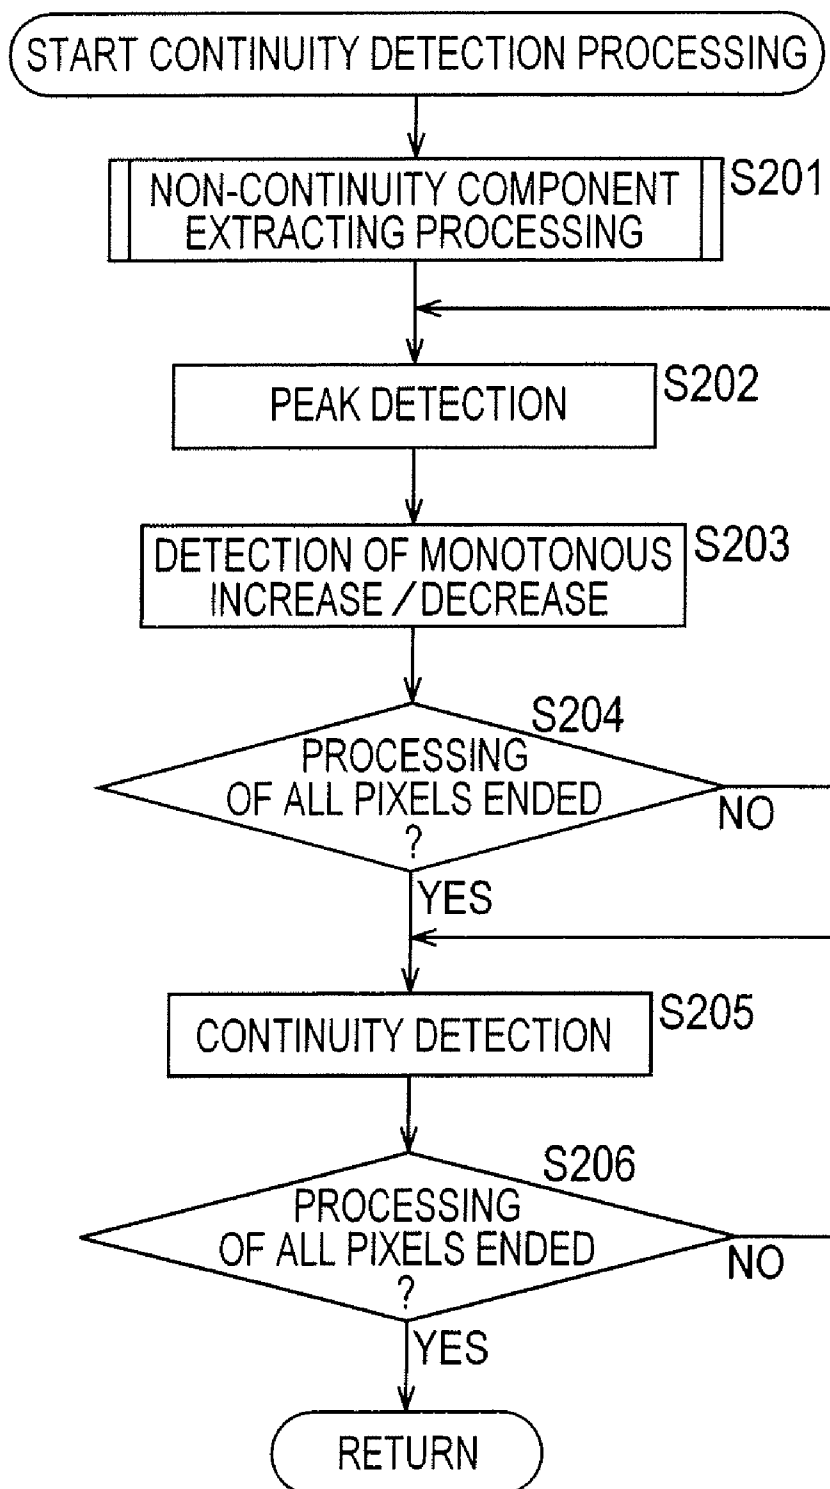 START CONTINUITY DETECTION PROCESSING
NON-CONTINUITY COMPONENT
EXTRACTING PROCESSING
S201
PEAK DETECTION
S202
DETECTION OF MONOTONOUS
INCREASE / DECREASE
S203
S204
PROCESSING
OF ALL PIXELS ENDED
?
NO
YES
CONTINUITY DETECTION
S205
S206
PROCESSING
OF ALL PIXELS ENDED
?
NO
YES
RETURN